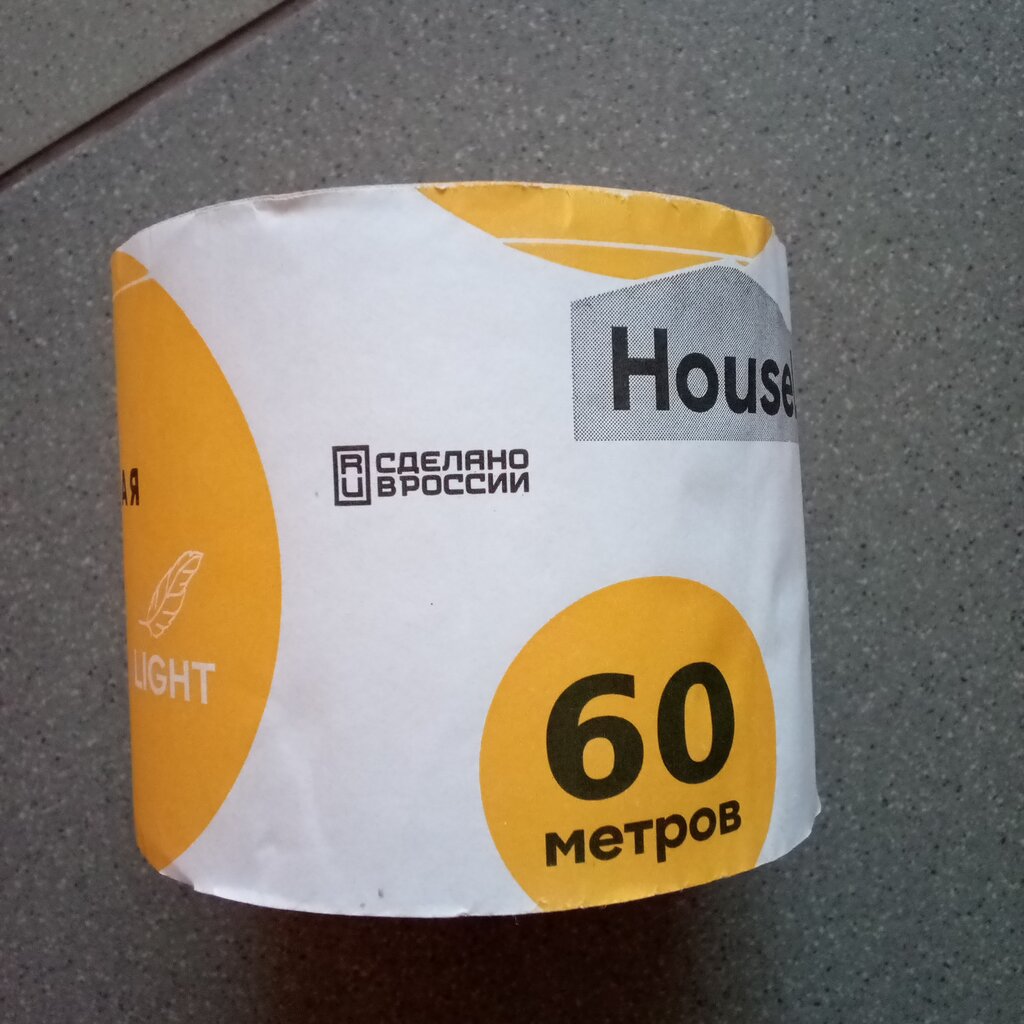 House
RU
СДЕЛАНО
В РОССИИ
АЯ
LIGHT
60
метров